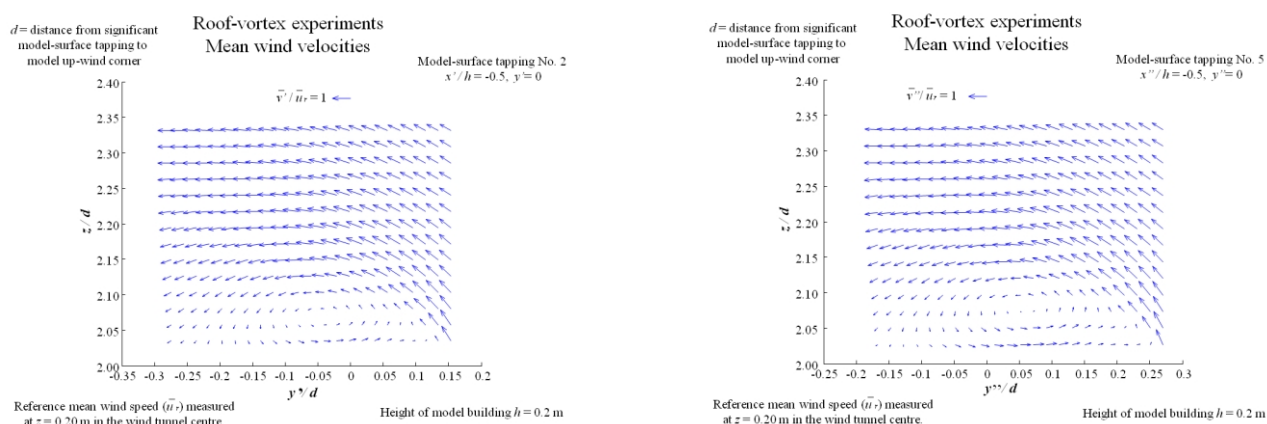 d = distance from significant
model-surface tapping to
model up-wind corner
Roof-vortex experiments
Mean wind velocities
Model-surface tapping No. 2
x'/h = -0.5, y'= 0
v̅'/u̅r = 1
2.40
2.35
2.30
2.25
2.20
2.15
2.10
2.05
2.00
z/d
-0.35 -0.3 -0.25 -0.2 -0.15 -0.1 -0.05 0 0.05 0.1 0.15 0.2
y'/d
Reference mean wind speed (u̅r) measured
at z = 0.20 m in the wind tunnel centre
Height of model building h = 0.2 m
d = distance from significant
model-surface tapping to
model up-wind corner
Roof-vortex experiments
Mean wind velocities
Model-surface tapping No. 5
x''/h = -0.5, y''= 0
v̅''/u̅r = 1
2.40
2.35
2.30
2.25
2.20
2.15
2.10
2.05
2.00
z/d
-0.25 -0.2 -0.15 -0.1 -0.05 0 0.05 0.1 0.15 0.2 0.25 0.3
y''/d
Reference mean wind speed (u̅r) measured
at z = 0.20 m in the wind tunnel centre.
Height of model building h = 0.2 m